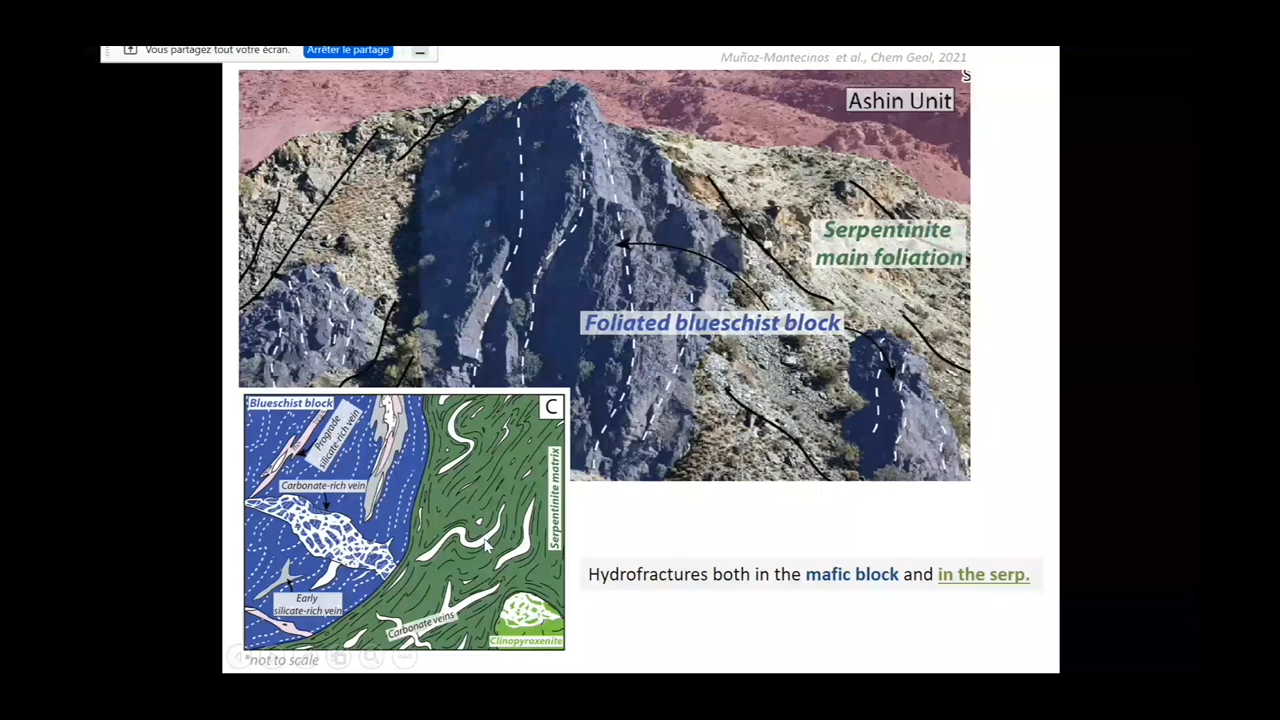 Vous partagez tout votre écran.
Arrêter le partage
Muñoz-Montecinos et al., Chem Geol, 2021
S
Ashin Unit
Serpentinite
main foliation
Foliated blueschist block
Blueschist block
C
Prograde
silicate-rich vein
Carbonate-rich vein
Serpentinite matrix
Early
silicate-rich vein
Carbonate veins
Clinopyroxenite
*not to scale
Hydrofractures both in the mafic block and in the serp.